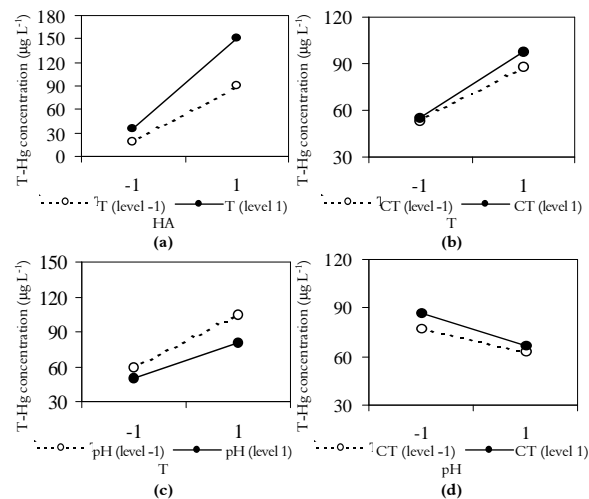 T-Hg concentration (µg L⁻¹)
180
150
120
90
60
30
0
-1 1
T (level -1) T (level 1)
HA
(a)
T-Hg concentration (µg L⁻¹)
120
90
60
30
-1 1
CT (level -1) CT (level 1)
T
(b)
T-Hg concentration (µg L⁻¹)
150
120
90
60
30
-1 1
pH (level -1) pH (level 1)
T
(c)
T-Hg concentration (µg L⁻¹)
120
90
60
30
-1 1
CT (level -1) CT (level 1)
pH
(d)